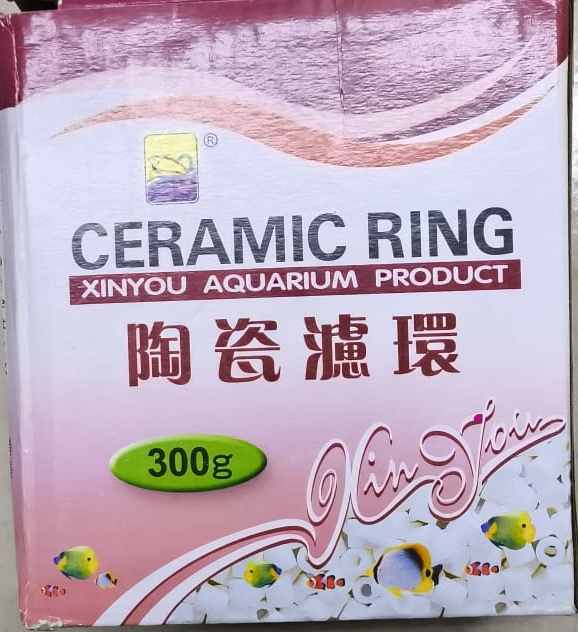 ®
CERAMIC RING
XINYOU AQUARIUM PRODUCT
陶瓷濾環
300g
Xin You